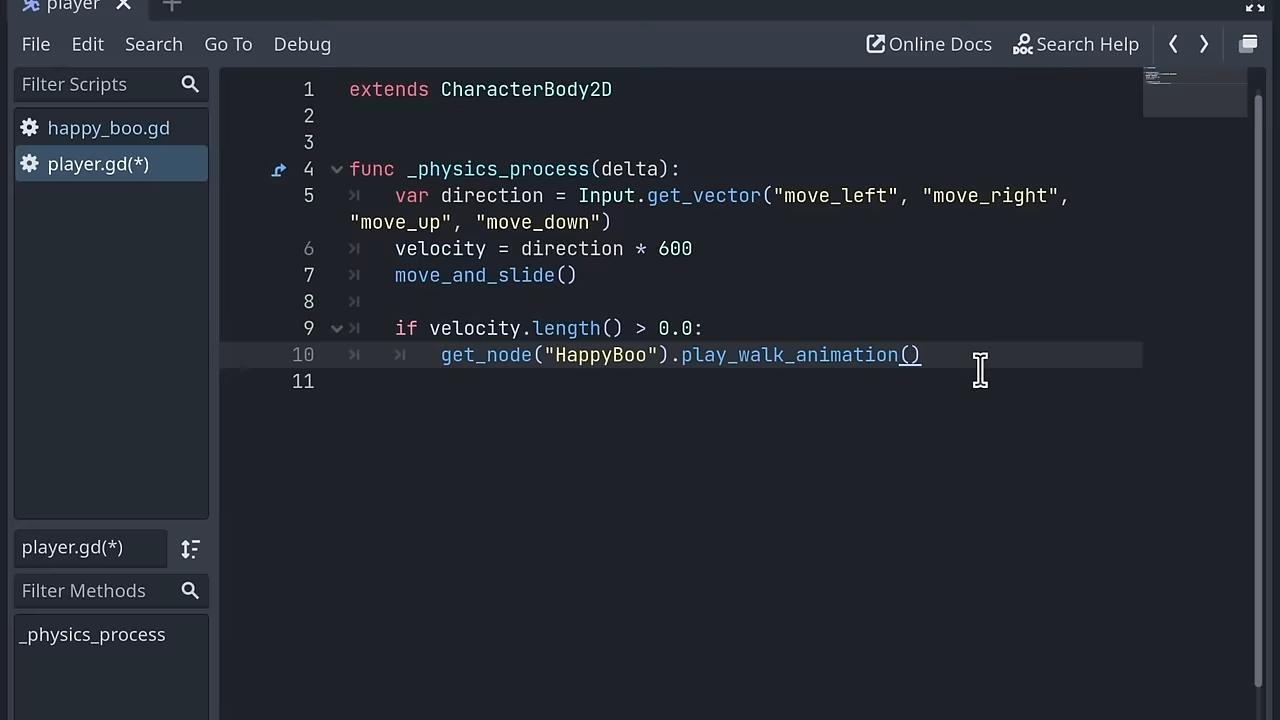 player
File Edit Search Go To Debug Online Docs Search Help
Filter Scripts
happy_boo.gd
player.gd(*)
1 extends CharacterBody2D
2
3
4 func _physics_process(delta):
5 var direction = Input.get_vector("move_left", "move_right",
"move_up", "move_down")
6 velocity = direction * 600
7 move_and_slide()
8
9 if velocity.length() > 0.0:
10 get_node("HappyBoo").play_walk_animation()
11
player.gd(*)
Filter Methods
_physics_process